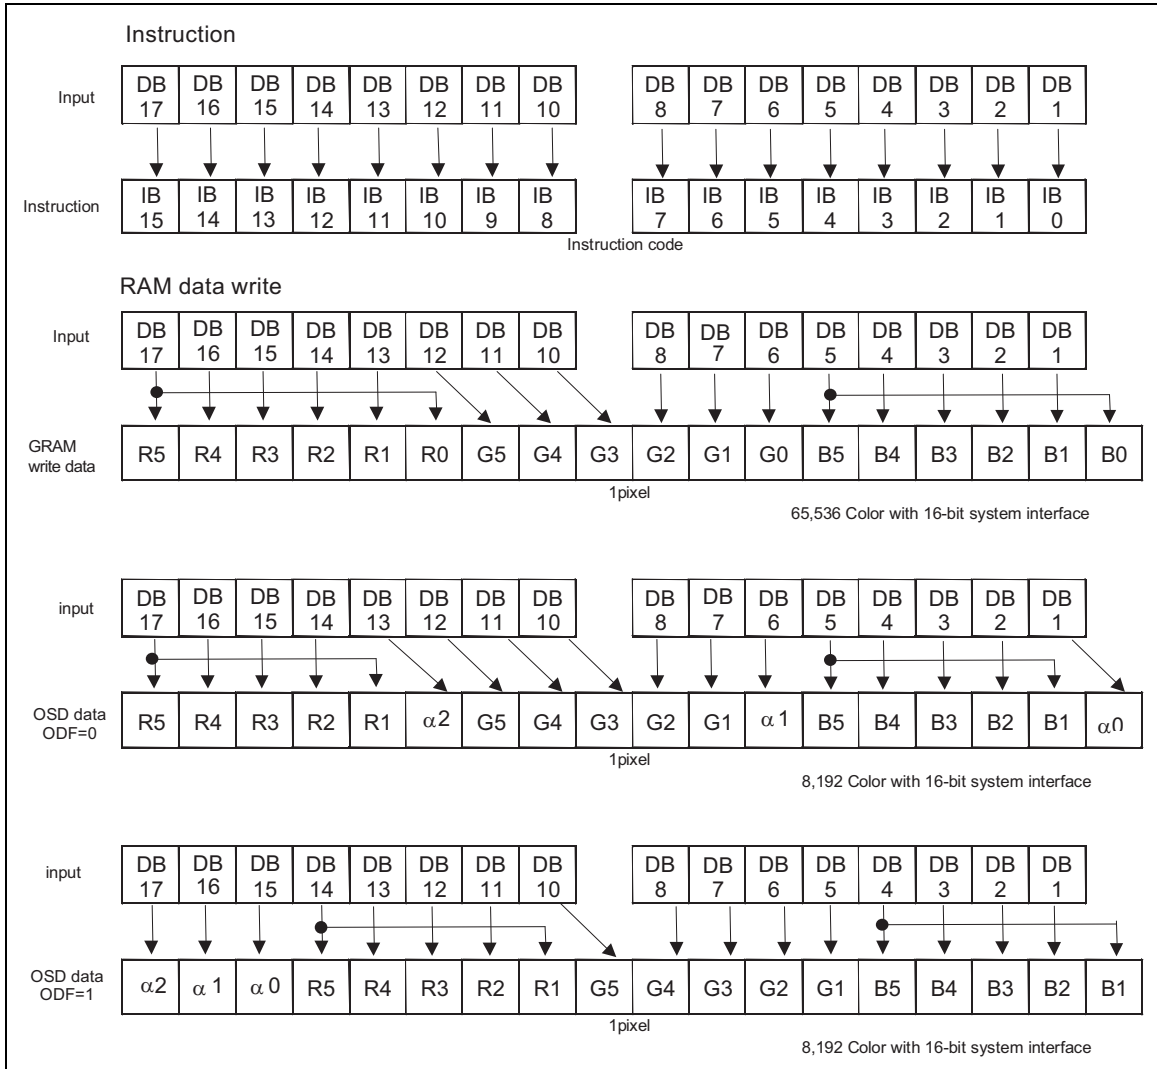 Instruction
Input DB 17 DB 16 DB 15 DB 14 DB 13 DB 12 DB 11 DB 10 DB 8 DB 7 DB 6 DB 5 DB 4 DB 3 DB 2 DB 1
Instruction IB 15 IB 14 IB 13 IB 12 IB 11 IB 10 IB 9 IB 8 IB 7 IB 6 IB 5 IB 4 IB 3 IB 2 IB 1 IB 0
Instruction code
RAM data write
Input DB 17 DB 16 DB 15 DB 14 DB 13 DB 12 DB 11 DB 10 DB 8 DB 7 DB 6 DB 5 DB 4 DB 3 DB 2 DB 1
GRAM write data R5 R4 R3 R2 R1 R0 G5 G4 G3 G2 G1 G0 B5 B4 B3 B2 B1 B0
1pixel
65,536 Color with 16-bit system interface
input DB 17 DB 16 DB 15 DB 14 DB 13 DB 12 DB 11 DB 10 DB 8 DB 7 DB 6 DB 5 DB 4 DB 3 DB 2 DB 1
OSD data ODF=0 R5 R4 R3 R2 R1 α2 G5 G4 G3 G2 G1 α1 B5 B4 B3 B2 B1 α0
1pixel
8,192 Color with 16-bit system interface
input DB 17 DB 16 DB 15 DB 14 DB 13 DB 12 DB 11 DB 10 DB 8 DB 7 DB 6 DB 5 DB 4 DB 3 DB 2 DB 1
OSD data ODF=1 α2 α1 α0 R5 R4 R3 R2 R1 G5 G4 G3 G2 G1 B5 B4 B3 B2 B1
1pixel
8,192 Color with 16-bit system interface